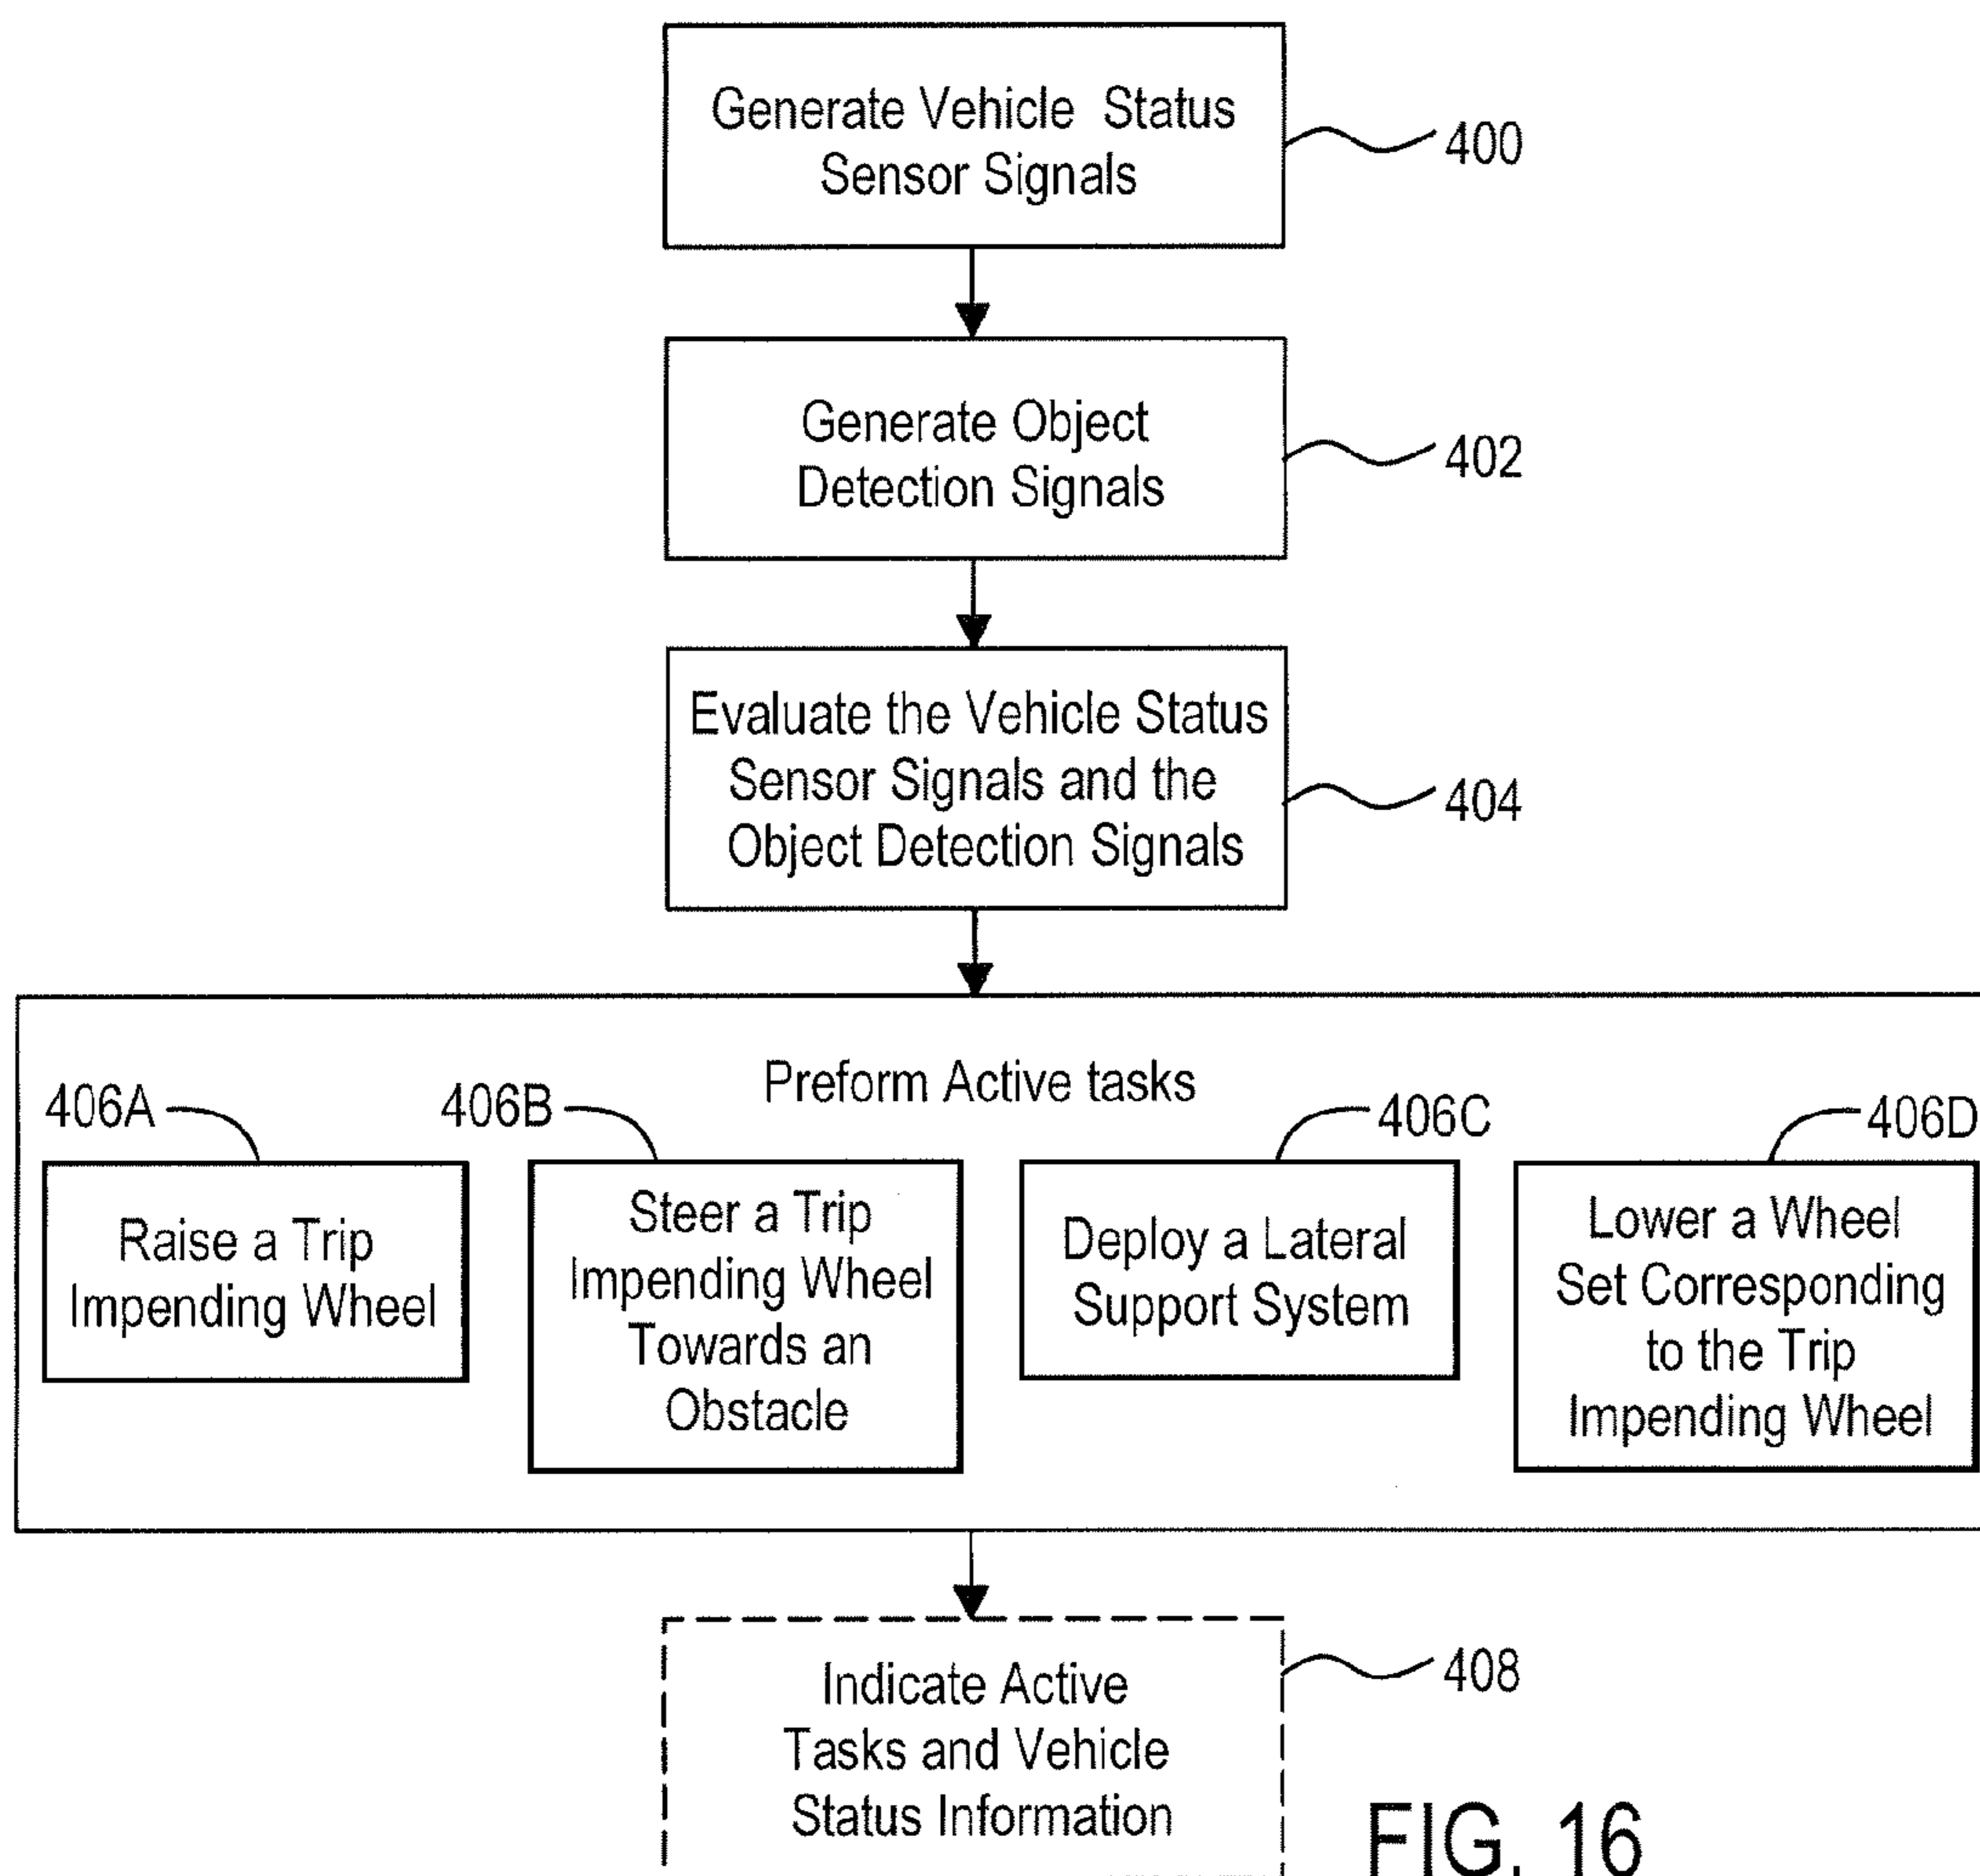 Generate Vehicle Status
Sensor Signals
400
Generate Object
Detection Signals
402
Evaluate the Vehicle Status
Sensor Signals and the
Object Detection Signals
404
Preform Active tasks
406A
406B
406C
406D
Raise a Trip
Impending Wheel
Steer a Trip
Impending Wheel
Towards an
Obstacle
Deploy a Lateral
Support System
Lower a Wheel
Set Corresponding
to the Trip
Impending Wheel
Indicate Active
Tasks and Vehicle
Status Information
408
FIG. 16